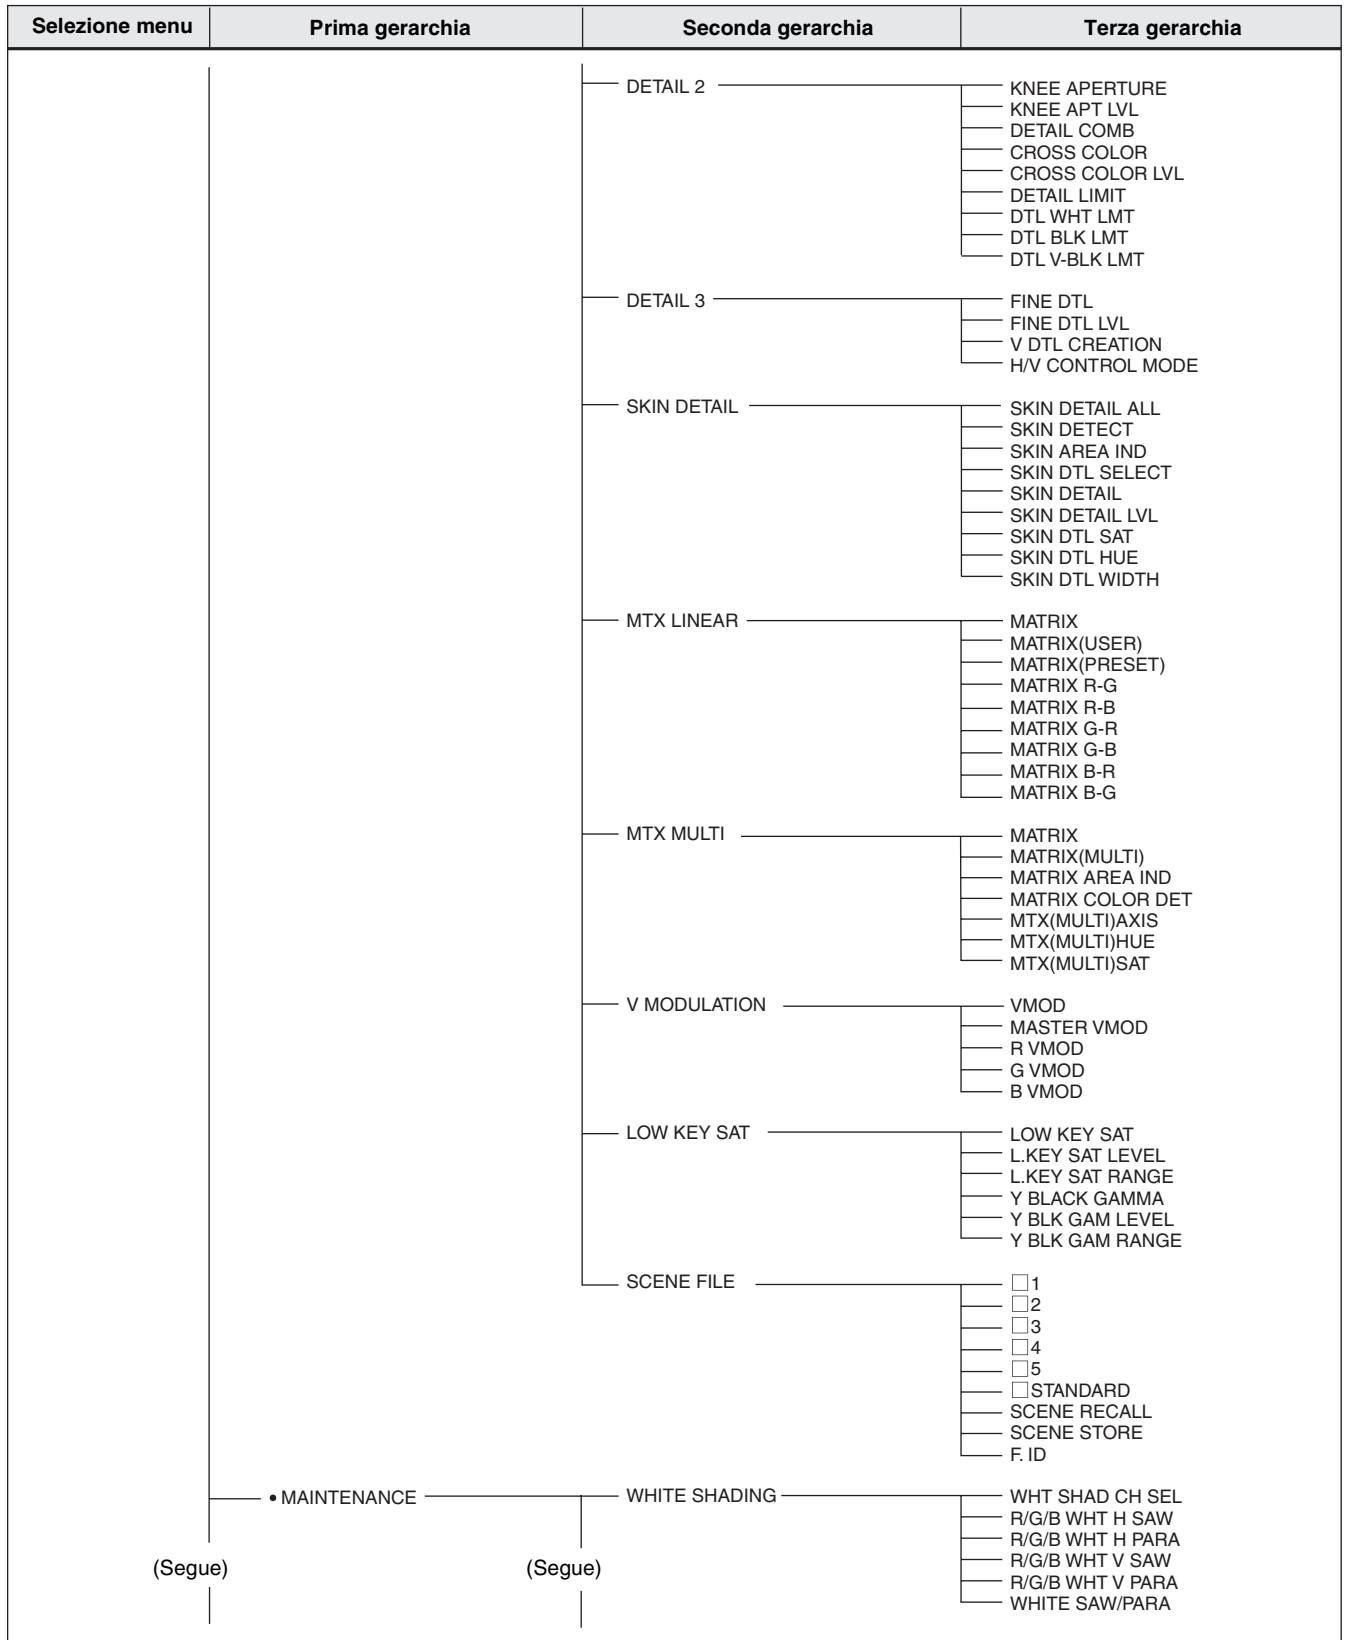 Selezione menu Prima gerarchia Seconda gerarchia Terza gerarchia
DETAIL 2 KNEE APERTURE
KNEE APT LVL
DETAIL COMB
CROSS COLOR
CROSS COLOR LVL
DETAIL LIMIT
DTL WHT LMT
DTL BLK LMT
DTL V-BLK LMT
DETAIL 3 FINE DTL
FINE DTL LVL
V DTL CREATION
H/V CONTROL MODE
SKIN DETAIL SKIN DETAIL ALL
SKIN DETECT
SKIN AREA IND
SKIN DTL SELECT
SKIN DETAIL
SKIN DETAIL LVL
SKIN DTL SAT
SKIN DTL HUE
SKIN DTL WIDTH
MTX LINEAR MATRIX
MATRIX(USER)
MATRIX(PRESET)
MATRIX R-G
MATRIX R-B
MATRIX G-R
MATRIX G-B
MATRIX B-R
MATRIX B-G
MTX MULTI MATRIX
MATRIX(MULTI)
MATRIX AREA IND
MATRIX COLOR DET
MTX(MULTI)AXIS
MTX(MULTI)HUE
MTX(MULTI)SAT
V MODULATION VMOD
MASTER VMOD
R VMOD
G VMOD
B VMOD
LOW KEY SAT LOW KEY SAT
L.KEY SAT LEVEL
L.KEY SAT RANGE
Y BLACK GAMMA
Y BLK GAM LEVEL
Y BLK GAM RANGE
SCENE FILE □1
□2
□3
□4
□5
□STANDARD
SCENE RECALL
SCENE STORE
F. ID
• MAINTENANCE WHITE SHADING WHT SHAD CH SEL
R/G/B WHT H SAW
R/G/B WHT H PARA
R/G/B WHT V SAW
R/G/B WHT V PARA
WHITE SAW/PARA
(Segue) (Segue)